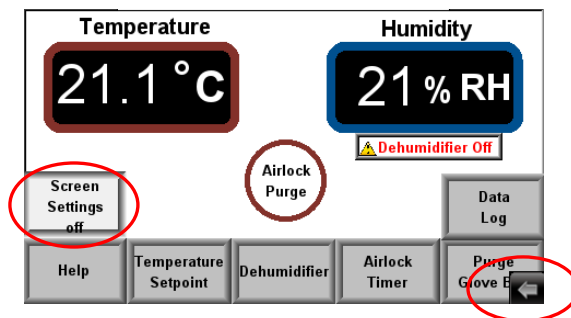 Temperature
Humidity
21.1 °C
21 % RH
Dehumidifier Off
Airlock
Purge
Screen
Settings
off
Data
Log
Help
Temperature
Setpoint
Dehumidifier
Airlock
Timer
Purge
Glove